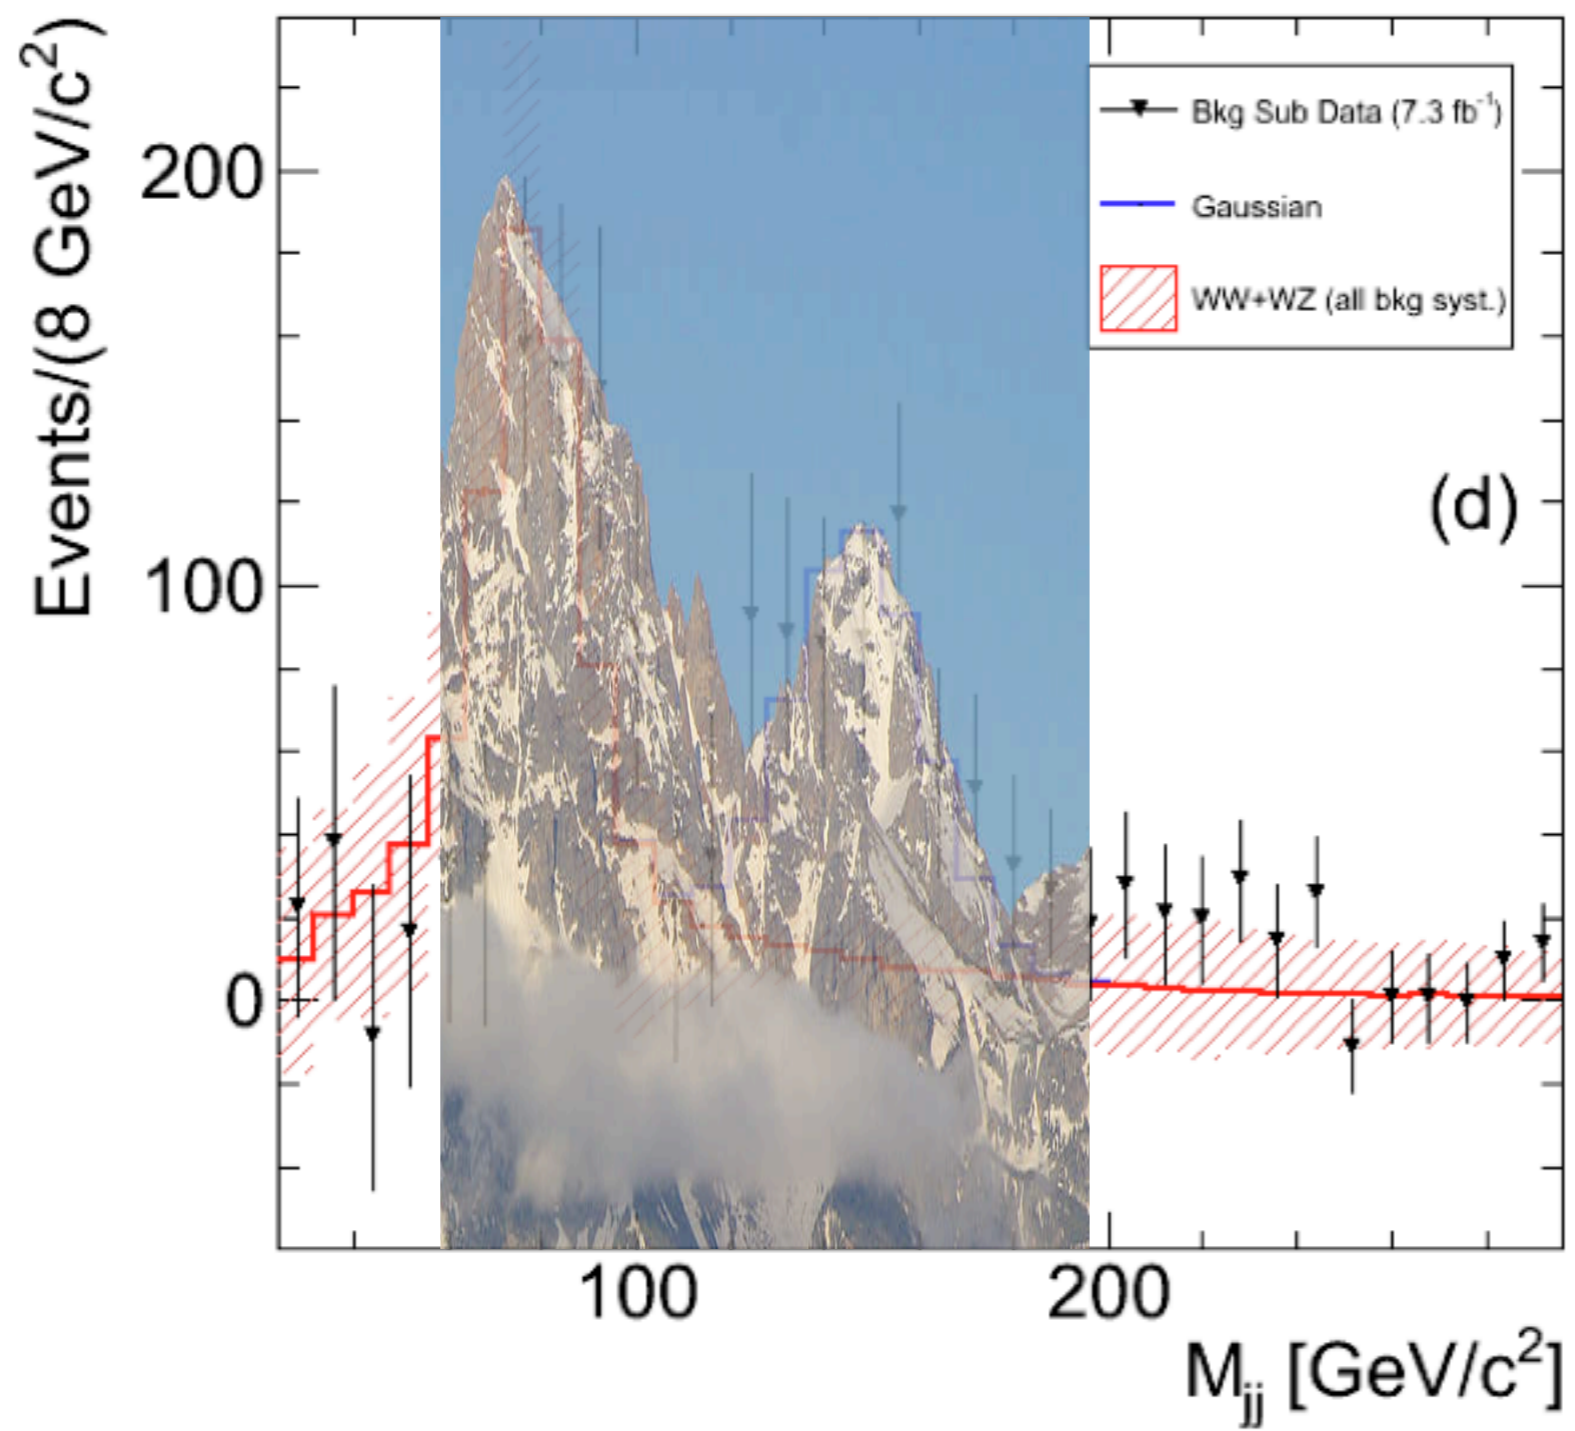 Events/(8 GeV/c²)
200
100
0
Bkg Sub Data (7.3 fb⁻¹)
Gaussian
WW+WZ (all bkg syst.)
(d)
100
200
Mjj [GeV/c²]